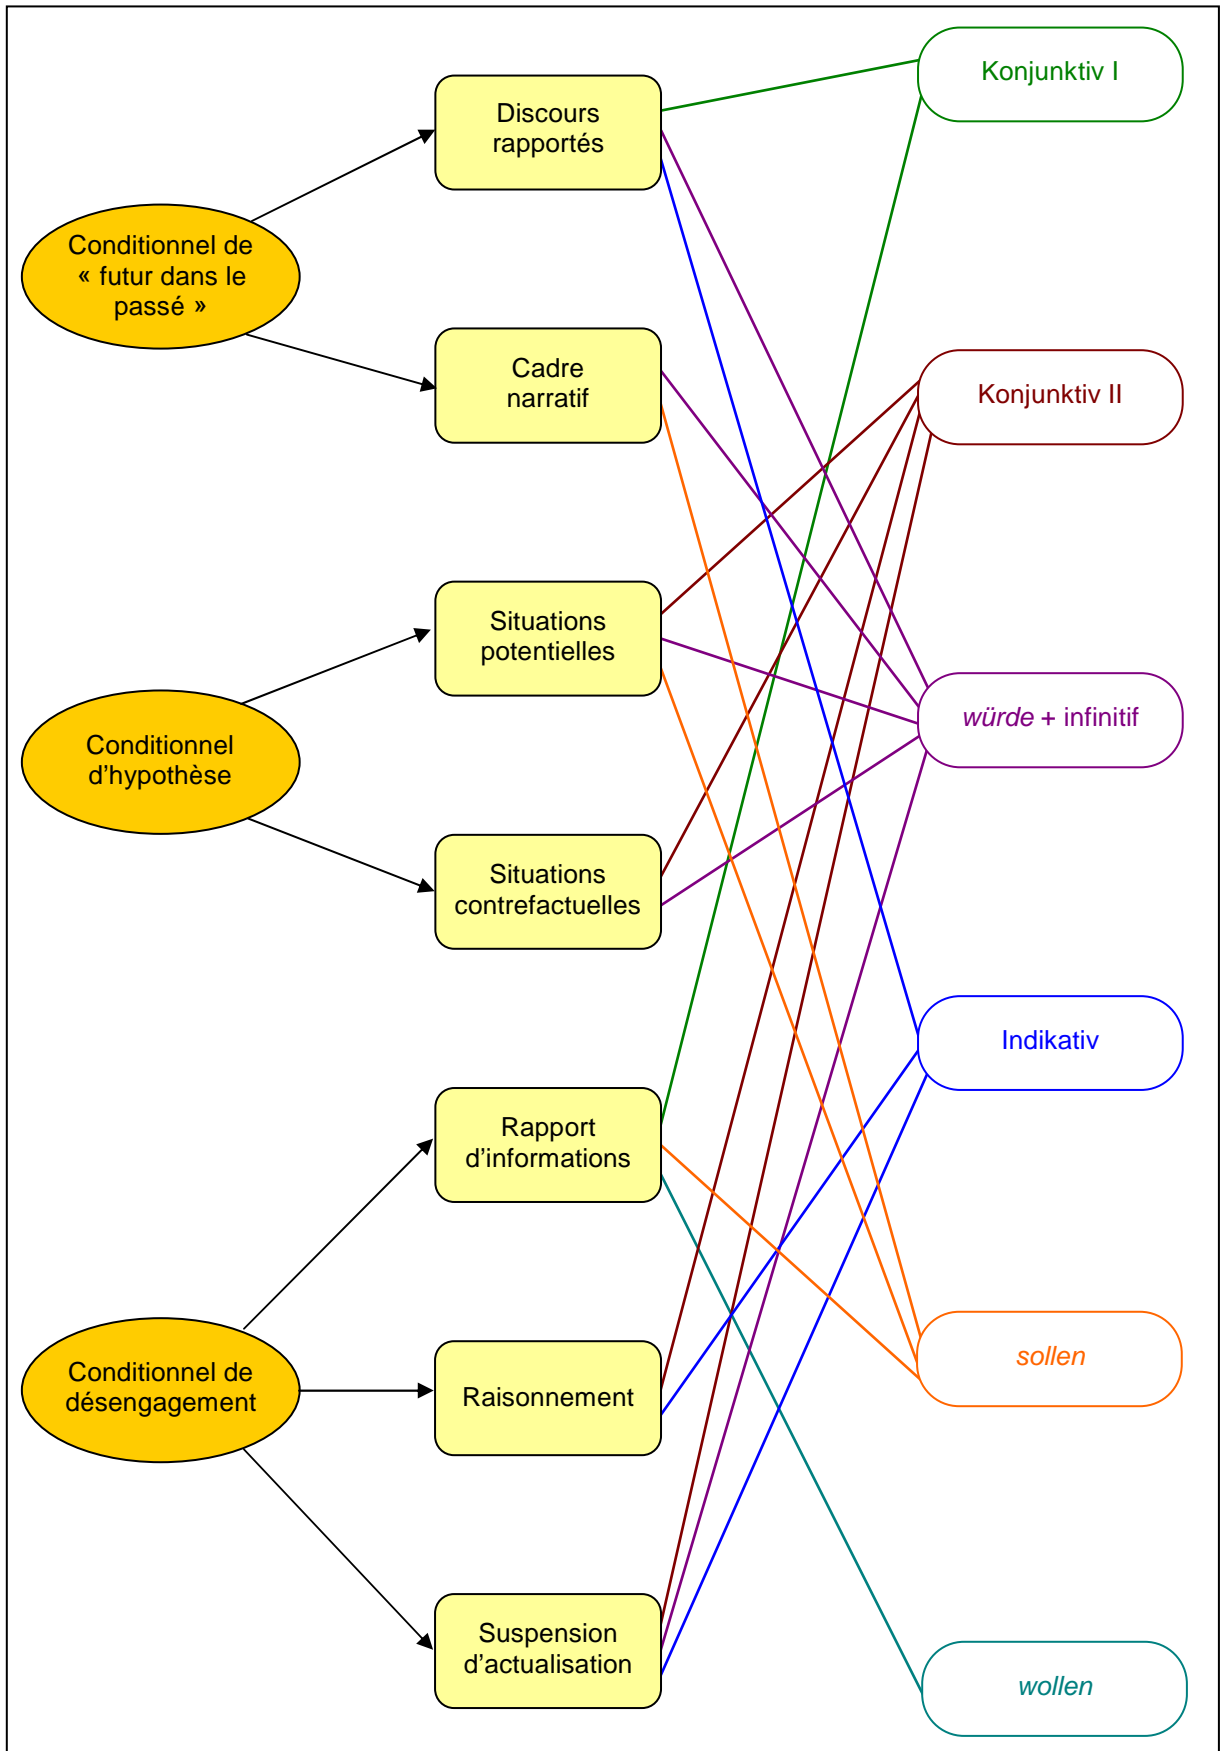 Conditionnel de
« futur dans le
passé »
Conditionnel
d'hypothèse
Conditionnel de
désengagement
Discours
rapportés
Cadre
narratif
Situations
potentielles
Situations
contrefactuelles
Rapport
d'informations
Raisonnement
Suspension
d'actualisation
Konjunktiv I
Konjunktiv II
würde + infinitif
Indikativ
sollen
wollen